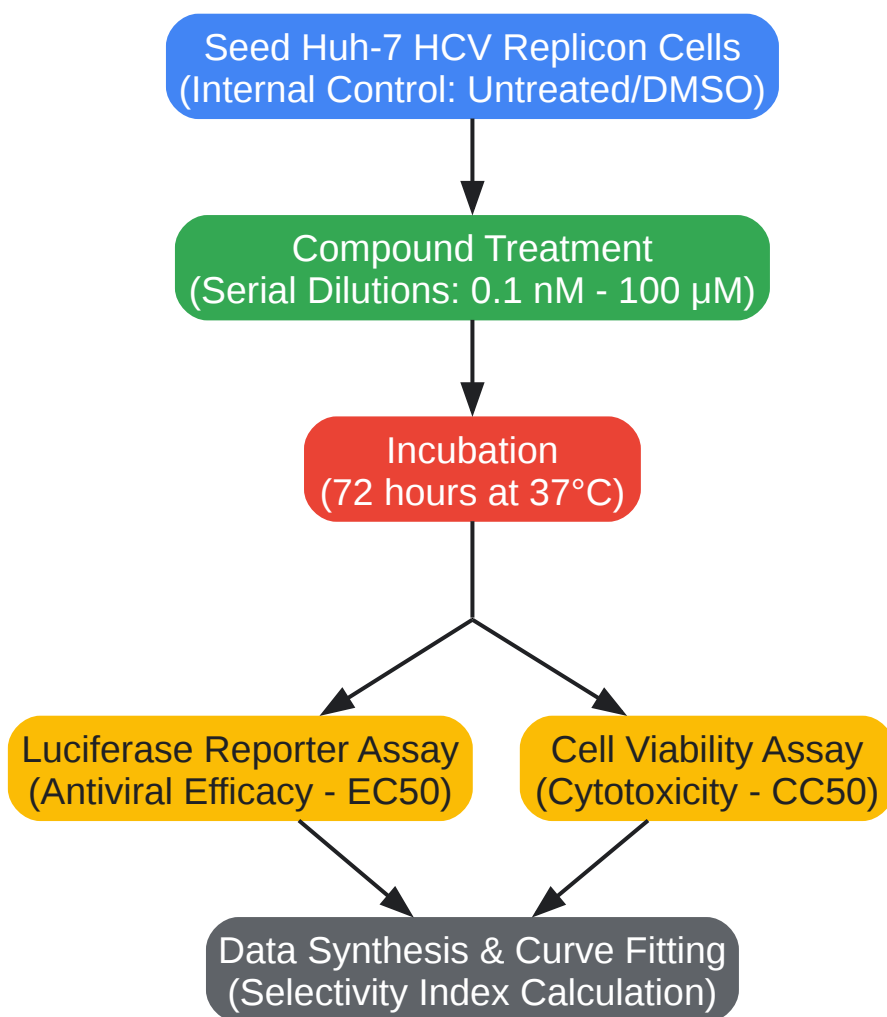 Seed Huh-7 HCV Replicon Cells
(Internal Control: Untreated/DMSO)
Compound Treatment
(Serial Dilutions: 0.1 nM - 100 μM)
Incubation
(72 hours at 37°C)
Luciferase Reporter Assay
(Antiviral Efficacy - EC50)
Cell Viability Assay
(Cytotoxicity - CC50)
Data Synthesis & Curve Fitting
(Selectivity Index Calculation)